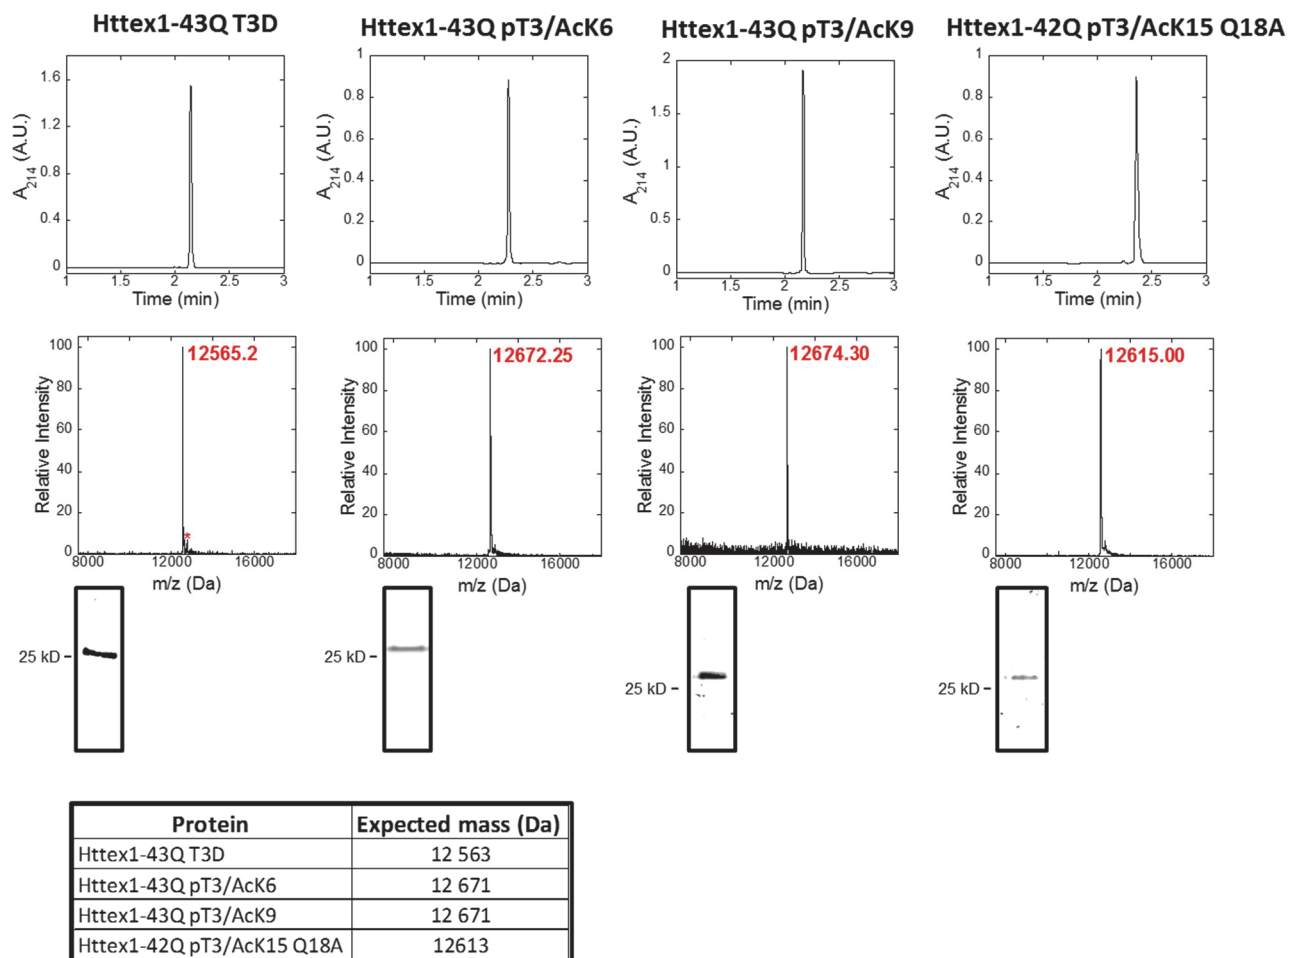 Httex1-43Q T3D
Httex1-43Q pT3/AcK6
Httex1-43Q pT3/AcK9
Httex1-42Q pT3/AcK15 Q18A
A214 (A.U.)
1.6
1.2
0.8
0.4
0
1 1.5 2 2.5 3
Time (min)
A214 (A.U.)
1
0.8
0.6
0.4
0.2
0
1 1.5 2 2.5 3
Time (min)
A214 (A.U.)
2
1.5
1
0.5
0
1 1.5 2 2.5 3
Time (min)
A214 (A.U.)
1
0.8
0.6
0.4
0.2
0
1 1.5 2 2.5 3
Time (min)
Relative Intensity
100
80
60
40
20
0
12565.2
*
8000 12000 16000
m/z (Da)
Relative Intensity
100
80
60
40
20
0
12672.25
8000 12000 16000
m/z (Da)
Relative Intensity
100
80
60
40
20
0
12674.30
8000 12000 16000
m/z (Da)
Relative Intensity
100
80
60
40
20
0
12615.00
8000 12000 16000
m/z (Da)
25 kD
25 kD
25 kD
25 kD
Protein Expected mass (Da)
Httex1-43Q T3D 12 563
Httex1-43Q pT3/AcK6 12 671
Httex1-43Q pT3/AcK9 12 671
Httex1-42Q pT3/AcK15 Q18A 12613